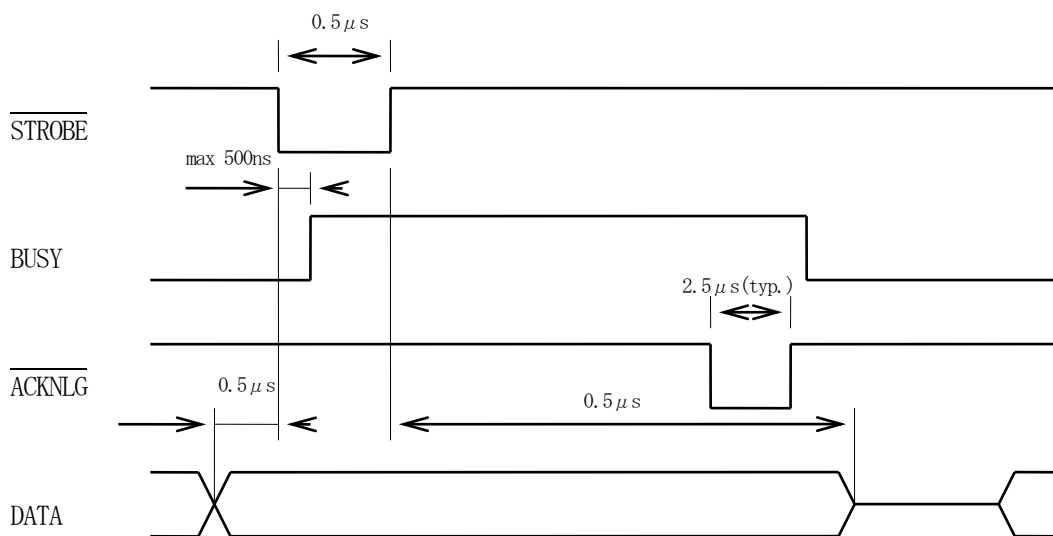 0.5μs
STROBE
max 500ns
BUSY
2.5μs(typ.)
ACKNLG
0.5μs
0.5μs
DATA